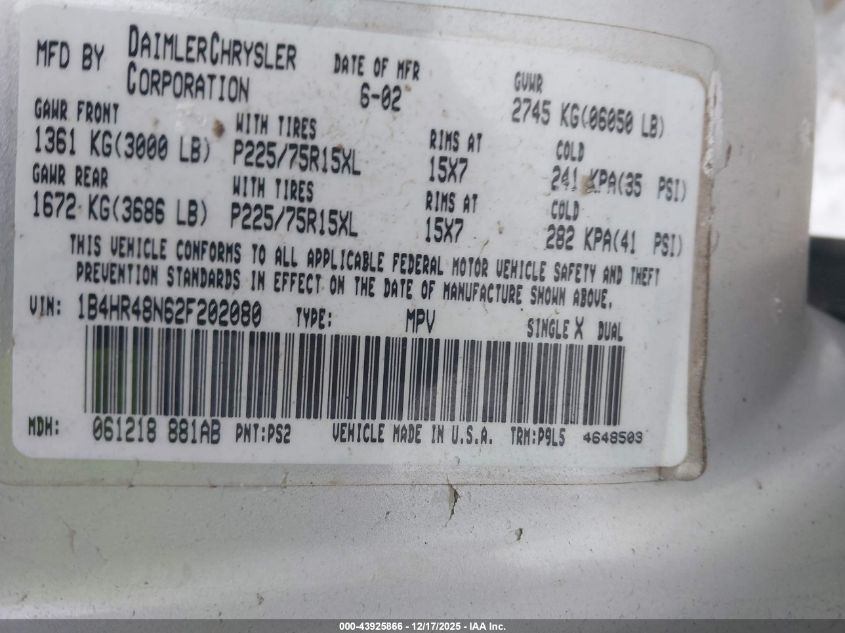 MFD BY DAIMLERCHRYSLER CORPORATION DATE OF MFR 6-02 GVWR 2745 KG(06050 LB)
GAWR FRONT WITH TIRES RIMS AT COLD
1361 KG(3000 LB) P225/75R15XL 15X7 241 KPA(35 PSI)
GAWR REAR WITH TIRES RIMS AT COLD
1672 KG(3686 LB) P225/75R15XL 15X7 282 KPA(41 PSI)
THIS VEHICLE CONFORMS TO ALL APPLICABLE FEDERAL MOTOR VEHICLE SAFETY AND THEFT
PREVENTION STANDARDS IN EFFECT ON THE DATE OF MANUFACTURE SHOWN ABOVE.
VIN: 1B4HR48N62F202080 TYPE: MPV SINGLE X DUAL
MDH: 061218 881AB PNT:PS2 VEHICLE MADE IN U.S.A. TRM:P9L5 4648503
000-43925866 - 12/17/2025 - IAA Inc.